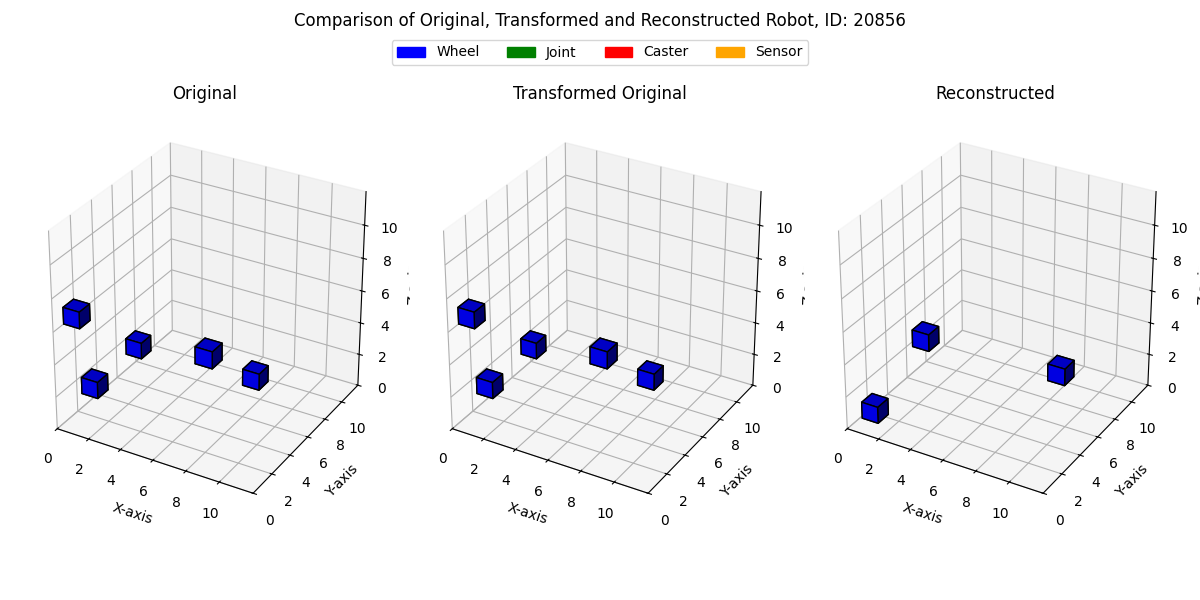 Comparison of Original, Transformed and Reconstructed Robot, ID: 20856
Wheel Joint Caster Sensor
Original
Transformed Original
Reconstructed
0 2 4 6 8 10
X-axis
0 2 4 6 8 10
Y-axis
0 2 4 6 8 10
0 2 4 6 8 10
X-axis
0 2 4 6 8 10
Y-axis
0 2 4 6 8 10
0 2 4 6 8 10
X-axis
0 2 4 6 8 10
Y-axis
0 2 4 6 8 10